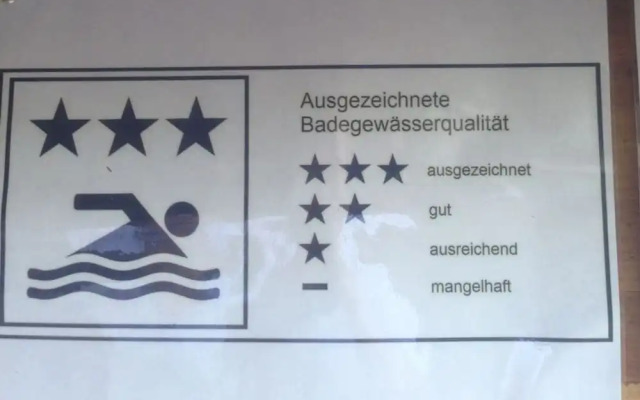 Ausgezeichnete
Badegewässerqualität
ausgezeichnet
gut
ausreichend
mangelhaft